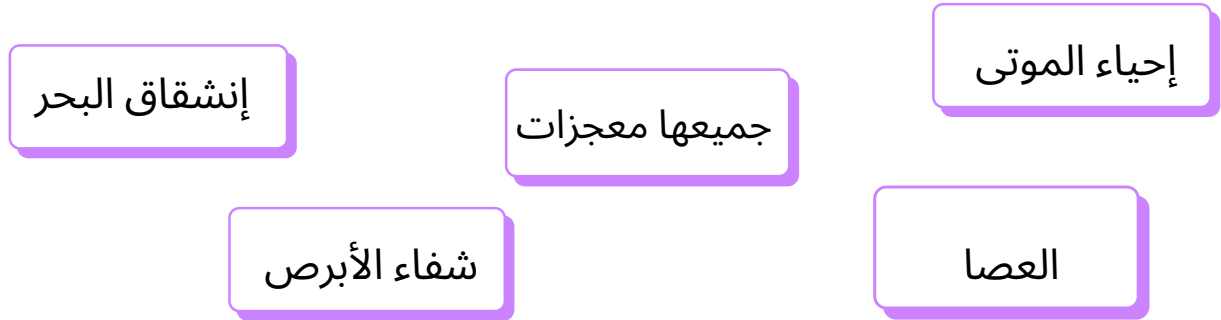 إحياء الموتى
إنشقاق البحر
جميعها معجزات
العصا
شفاء الأبرص